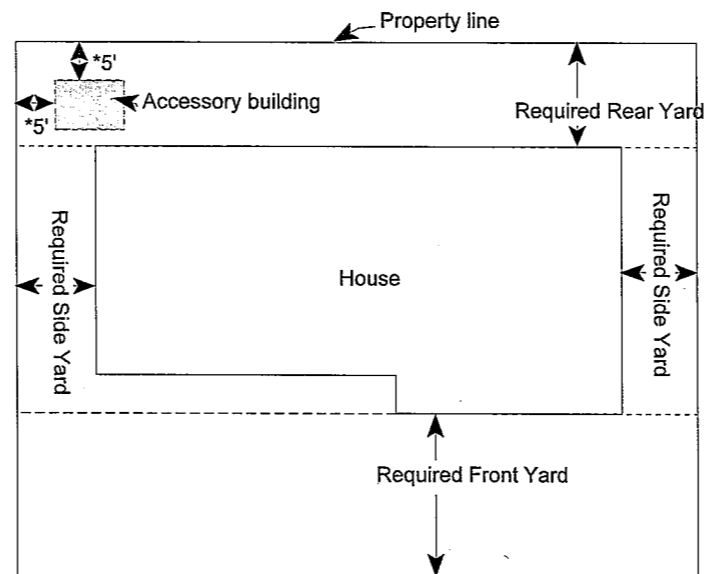 Property line
*5'
Accessory building
*5'
Required Rear Yard
Required Side Yard
House
Required Side Yard
Required Front Yard